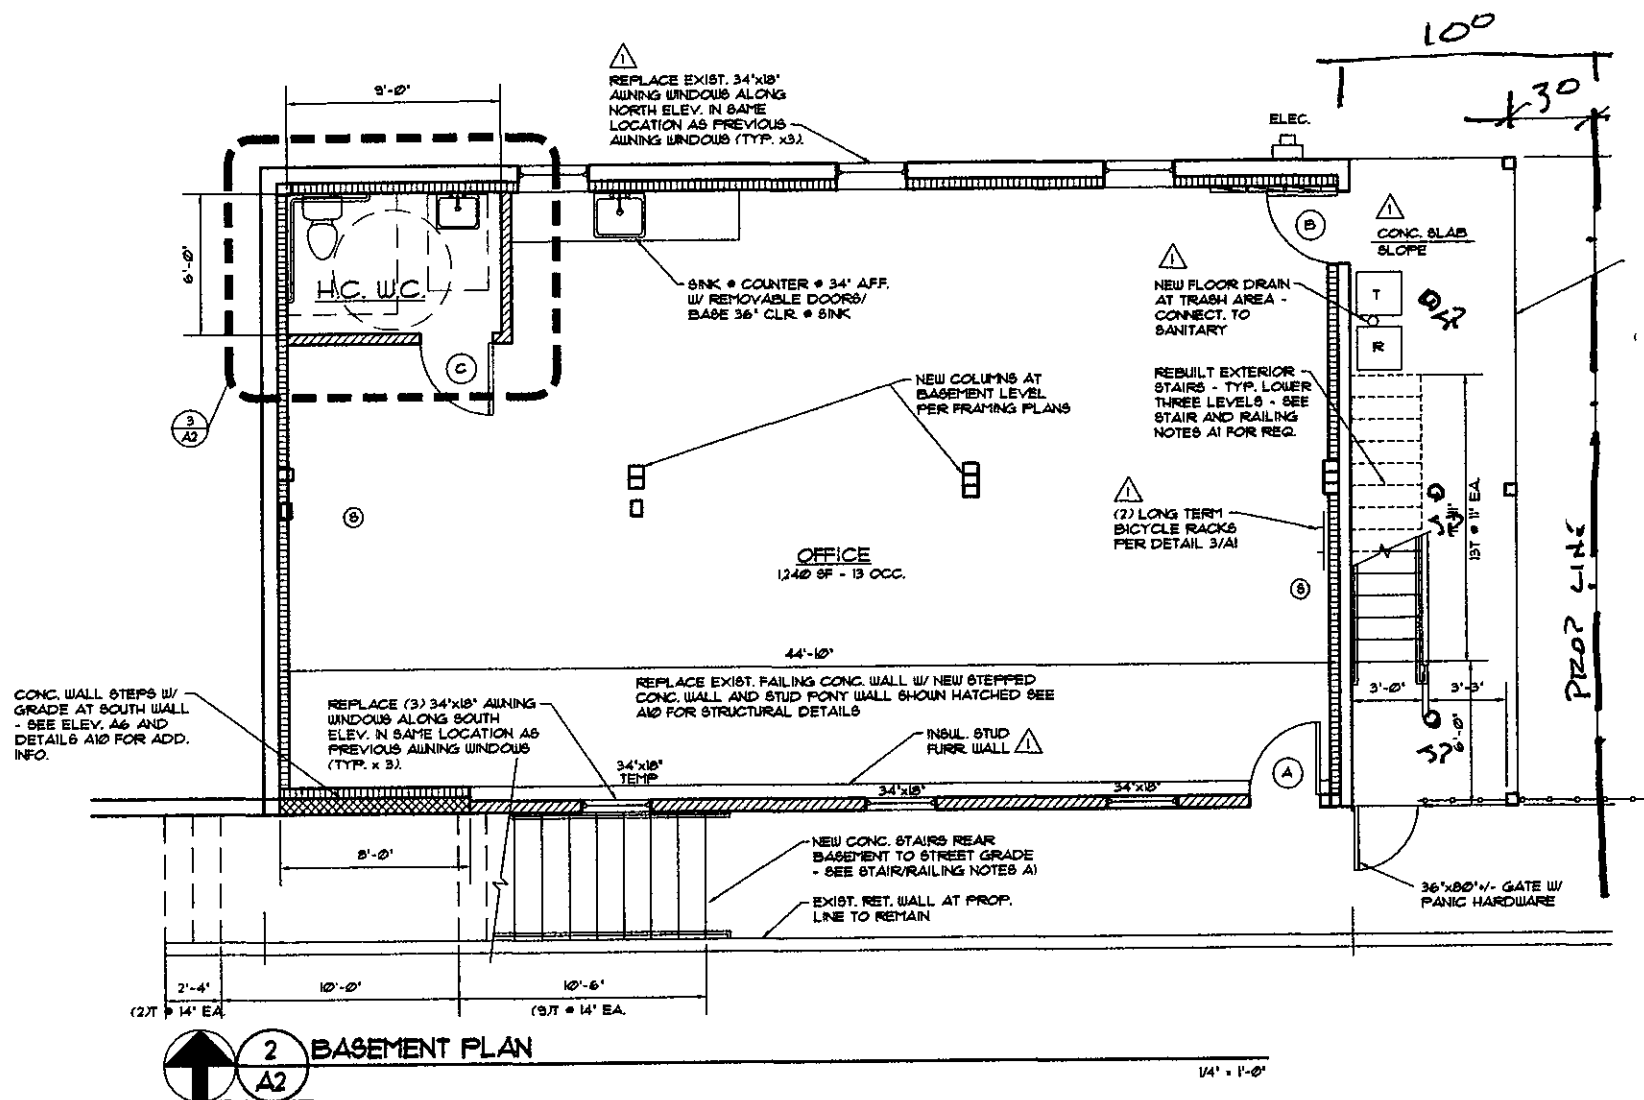 10⁰
3⁰
1
REPLACE EXIST. 34"x18"
AWNING WINDOWS ALONG
NORTH ELEV. IN SAME
LOCATION AS PREVIOUS
AWNING WINDOWS (TYP. x3).
9'-0"
ELEC.
6'-0"
H.C. W.C.
C
3
A2
SINK @ COUNTER @ 34" AFF.
W/ REMOVABLE DOORS/
BASE 36" CLR. @ SINK
B
1
CONC. SLAB
SLOPE
1
NEW FLOOR DRAIN
AT TRASH AREA -
CONNECT. TO
SANITARY
T
R
NEW COLUMNS AT
BASEMENT LEVEL
PER FRAMING PLANS
REBUILT EXTERIOR
STAIRS - TYP. LOWER
THREE LEVELS - SEE
STAIR AND RAILING
NOTES A1 FOR REQ.
1
(2) LONG TERM
BICYCLE RACKS
PER DETAIL 3/A1
13T @ 11" EA.
S
OFFICE
1,240 SF - 13 OCC.
S
PROP LINE
44'-10"
REPLACE EXIST. FAILING CONC. WALL W/ NEW STEPPED
CONC. WALL AND STUD PONY WALL SHOWN HATCHED SEE
A10 FOR STRUCTURAL DETAILS
3'-0"
3'-3"
6'-0"
CONC. WALL STEPS W/
GRADE AT SOUTH WALL
- SEE ELEV. A6 AND
DETAILS A10 FOR ADD.
INFO.
REPLACE (3) 34"x18" AWNING
WINDOWS ALONG SOUTH
ELEV. IN SAME LOCATION AS
PREVIOUS AWNING WINDOWS
(TYP. x 3).
INSUL. STUD
FURR. WALL
1
34"x18"
TEMP
34"x18"
34"x18"
A
8'-0"
NEW CONC. STAIRS REAR
BASEMENT TO STREET GRADE
- SEE STAIR/RAILING NOTES A1
EXIST. RET. WALL AT PROP.
LINE TO REMAIN
36"x80"+/- GATE W/
PANIC HARDWARE
2'-4"
10'-0"
10'-6"
(2)T @ 14" EA.
(9)T @ 14" EA.
2
A2
BASEMENT PLAN
1/4" = 1'-0"